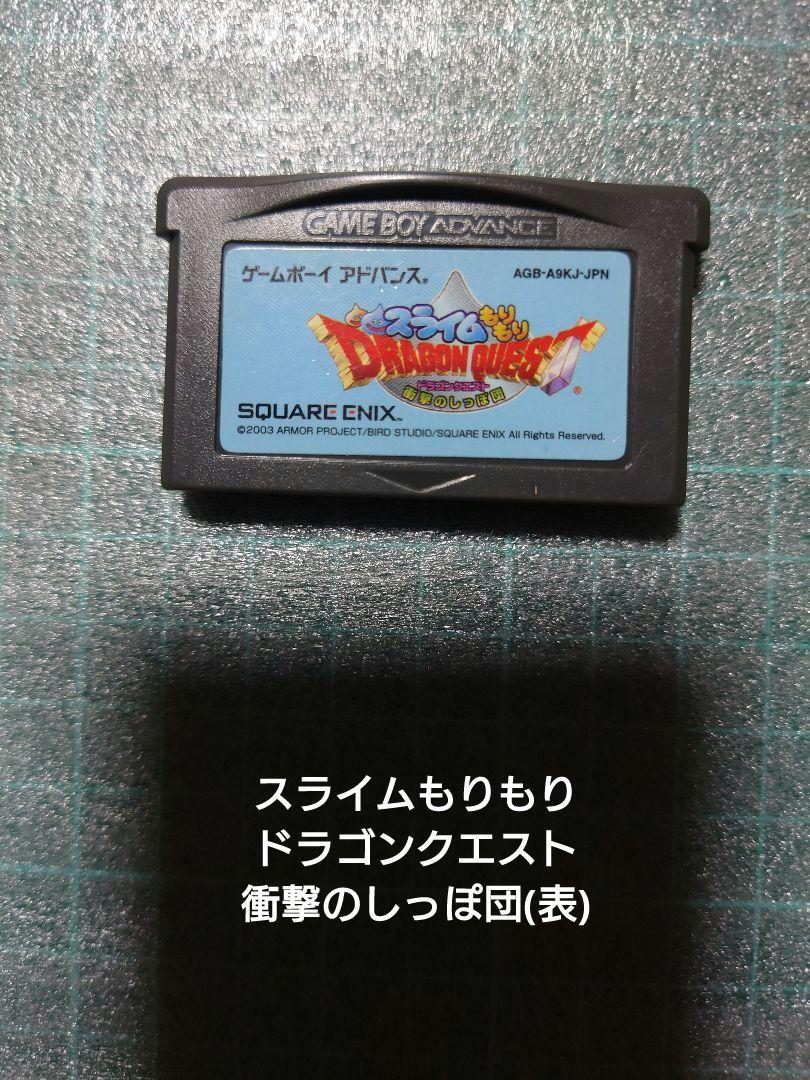 GAME BOY ADVANCE
ゲームボーイ アドバンス®
AGB-A9KJ-JPN
スライムもりもり
DRAGON QUEST®
ドラゴンクエスト
衝撃のしっぽ団
SQUARE ENIX™
©2003 ARMOR PROJECT/BIRD STUDIO/SQUARE ENIX All Rights Reserved.
スライムもりもり
ドラゴンクエスト
衝撃のしっぽ団(表)